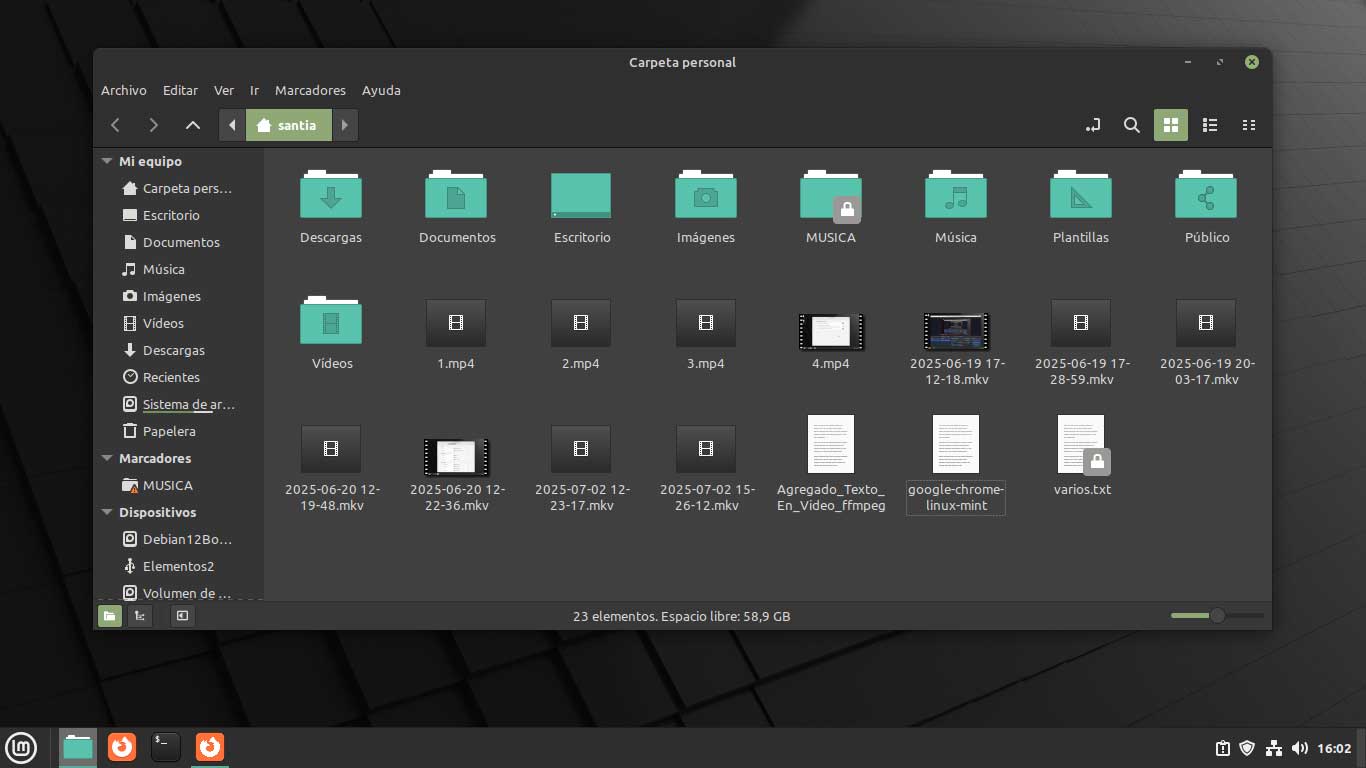 Carpeta personal
Archivo Editar Ver Ir Marcadores Ayuda
santia
Mi equipo
Carpeta pers...
Escritorio
Documentos
Música
Imágenes
Vídeos
Descargas
Recientes
Sistema de ar...
Papelera
Marcadores
MUSICA
Dispositivos
Debian12Bo...
Elementos2
Volumen de ...
Descargas Documentos Escritorio Imágenes MUSICA Música Plantillas Público
Vídeos 1.mp4 2.mp4 3.mp4 4.mp4 2025-06-19 17- 2025-06-19 17- 2025-06-19 20-
12-18.mkv 28-59.mkv 03-17.mkv
2025-06-20 12- 2025-06-20 12- 2025-07-02 12- 2025-07-02 15- Agregado_Texto_ google-chrome- varios.txt
19-48.mkv 22-36.mkv 23-17.mkv 26-12.mkv En_Video_ffmpeg linux-mint
23 elementos. Espacio libre: 58,9 GB
$_
16:02